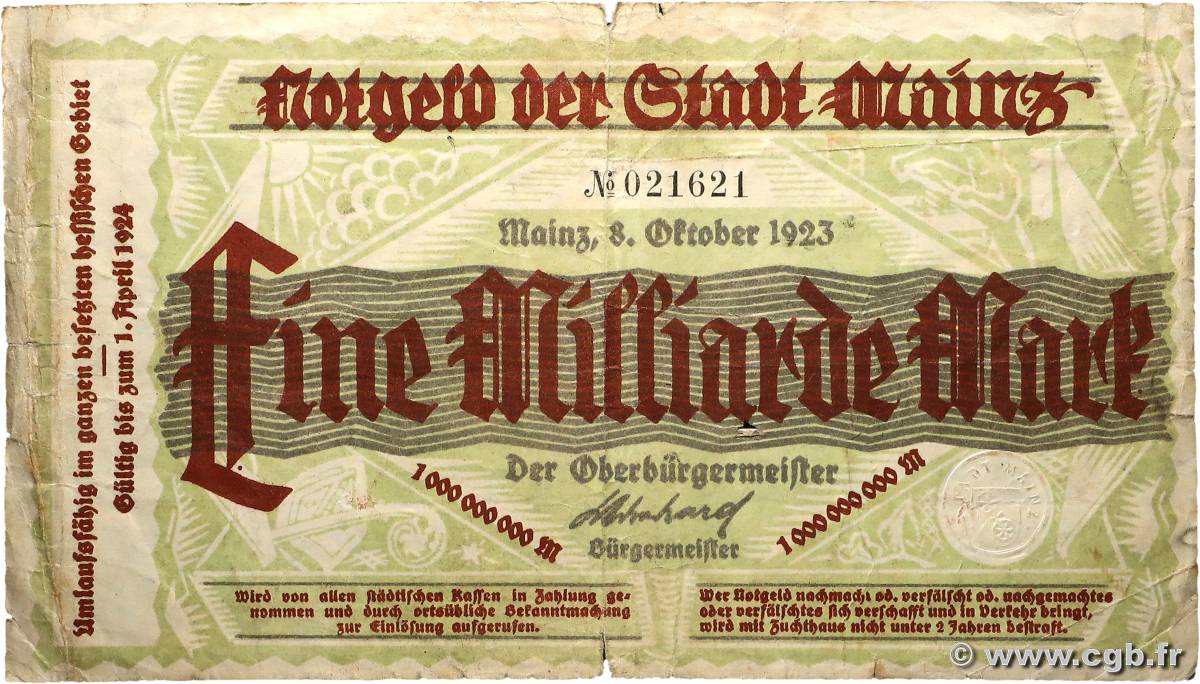 Notgeld der Stadt Mainz
№ 021621
Mainz, 8. Oktober 1923
Eine Milliarde Mark
Umlaufsfähig im ganzen besetzten hessischen Gebiet
Gültig bis zum 1. April 1924
Der Oberbürgermeister
1 000 000 000 M
1 000 000 000 M
Bürgermeister
STADT MAINZ
Wird von allen städtischen Kassen in Zahlung ge-
nommen und durch ortsübliche Bekanntmachung
zur Einlösung aufgerufen.
Wer Notgeld nachmacht od. verfälscht od. nachgemachtes
oder verfälschtes sich verschafft und in Verkehr bringt,
wird mit Zuchthaus nicht unter 2 Jahren bestraft.
© www.cgb.fr